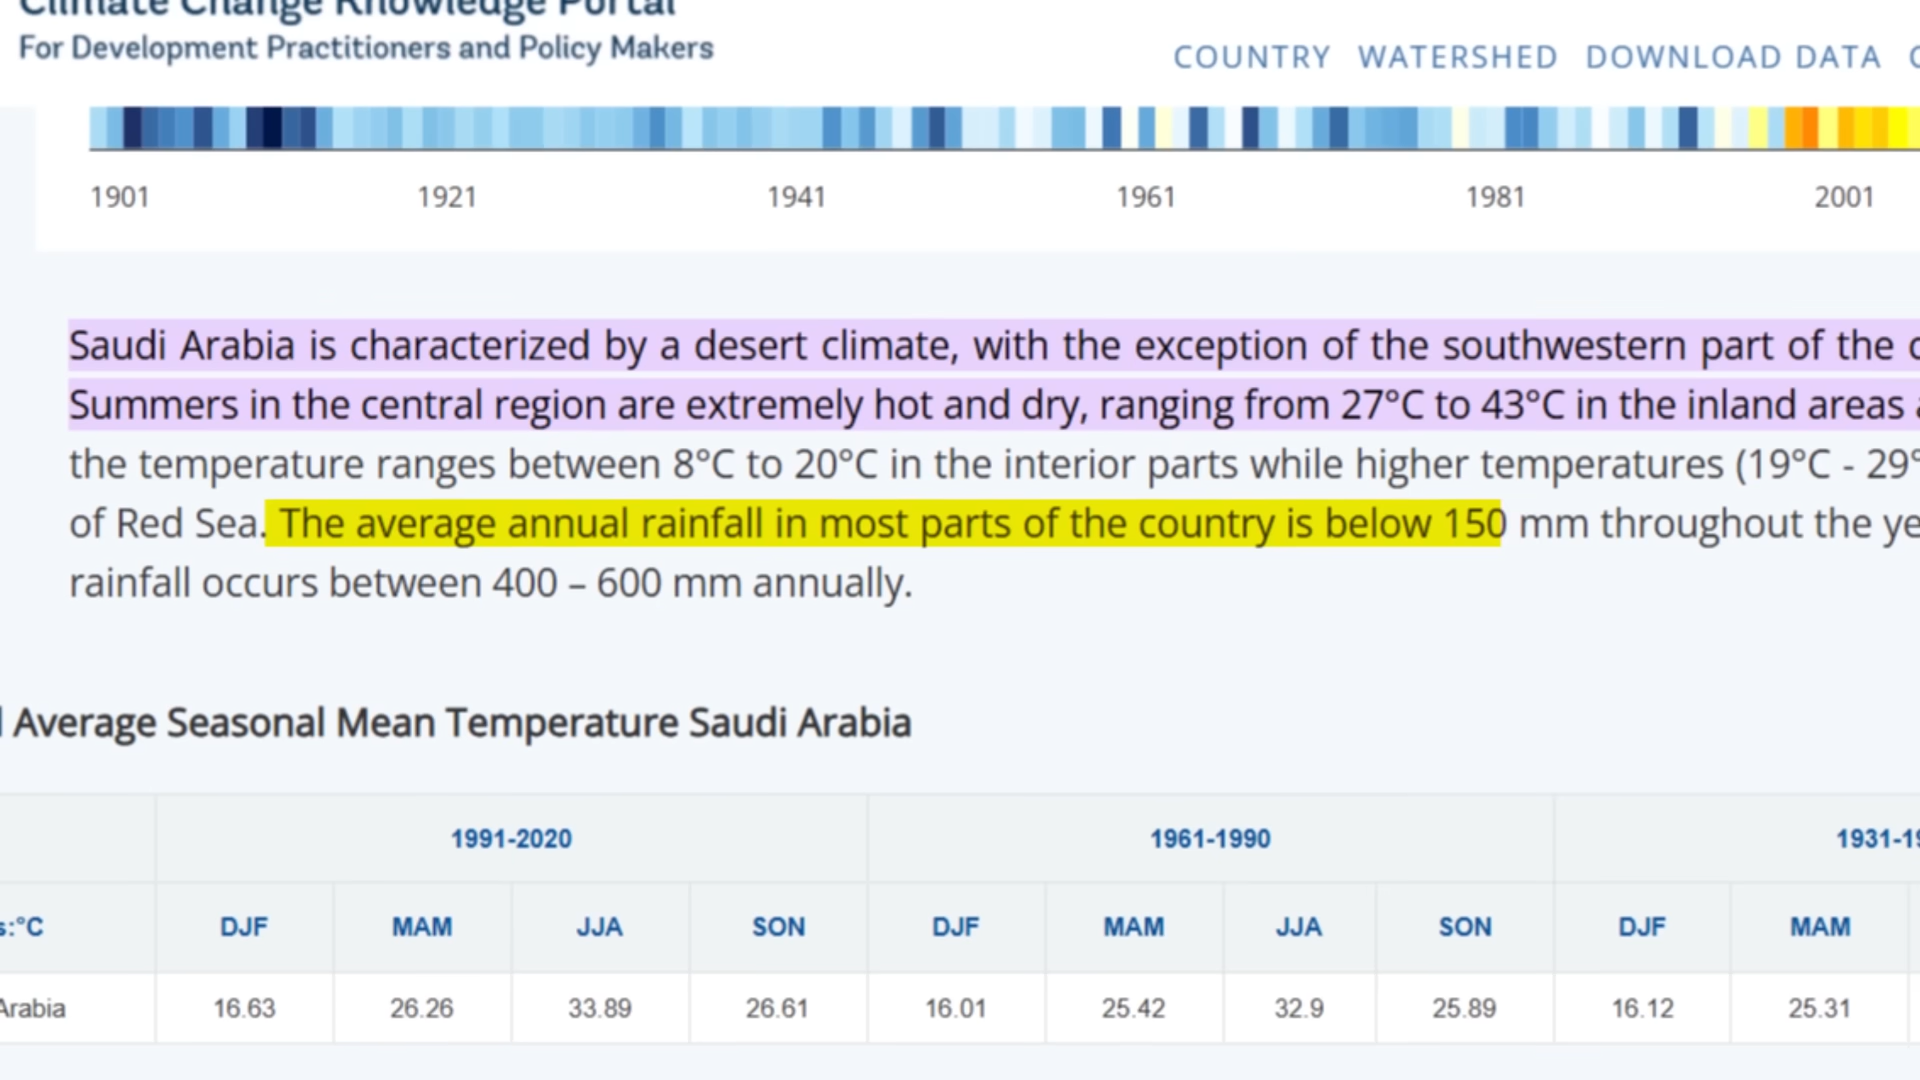 Climate Change Knowledge Portal
For Development Practitioners and Policy Makers
COUNTRY WATERSHED DOWNLOAD DATA
1901 1921 1941 1961 1981 2001
Saudi Arabia is characterized by a desert climate, with the exception of the southwestern part of the
Summers in the central region are extremely hot and dry, ranging from 27°C to 43°C in the inland areas
the temperature ranges between 8°C to 20°C in the interior parts while higher temperatures (19°C - 29°
of Red Sea. The average annual rainfall in most parts of the country is below 150 mm throughout the
rainfall occurs between 400 – 600 mm annually.
Average Seasonal Mean Temperature Saudi Arabia
1991-2020 1961-1990 1931-19
:°C DJF MAM JJA SON DJF MAM JJA SON DJF MAM
Arabia 16.63 26.26 33.89 26.61 16.01 25.42 32.9 25.89 16.12 25.31